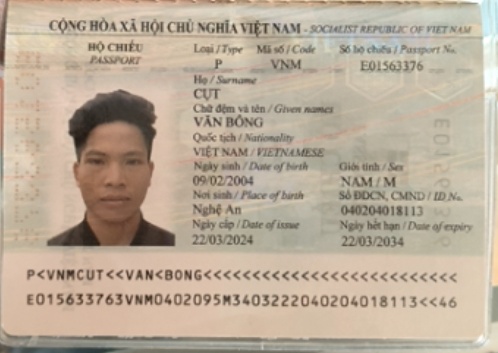 CỘNG HÒA XÃ HỘI CHỦ NGHĨA VIỆT NAM - SOCIALIST REPUBLIC OF VIET NAM
HỘ CHIẾU
PASSPORT
Loại / Type Mã số / Code Số hộ chiếu / Passport No.
P VNM E01563376
Họ / Surname
CỤT
Chữ đệm và tên / Given names
VĂN BÔNG
Quốc tịch / Nationality
VIỆT NAM / VIETNAMESE
Ngày sinh / Date of birth Giới tính / Sex
09/02/2004 NAM / M
Nơi sinh / Place of birth Số ĐDCN, CMND / ID No.
Nghệ An 040204018113
Ngày cấp / Date of issue Ngày hết hạn / Date of expiry
22/03/2024 22/03/2034
P<VNMCUT<<VAN<BONG<<<<<<<<<<<<<<<<<<<<<<<<<<
E015633763VNM0402095M3403222040204018113<<46